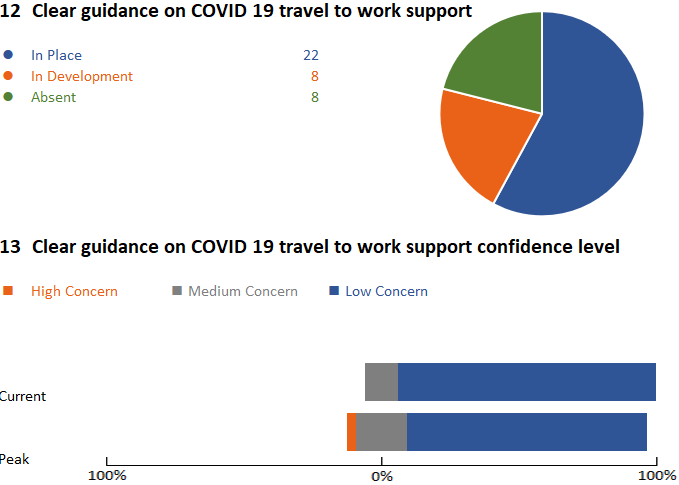 12 Clear guidance on COVID 19 travel to work support
In Place 22
In Development 8
Absent 8
13 Clear guidance on COVID 19 travel to work support confidence level
High Concern Medium Concern Low Concern
Current
Peak
100% 0% 100%